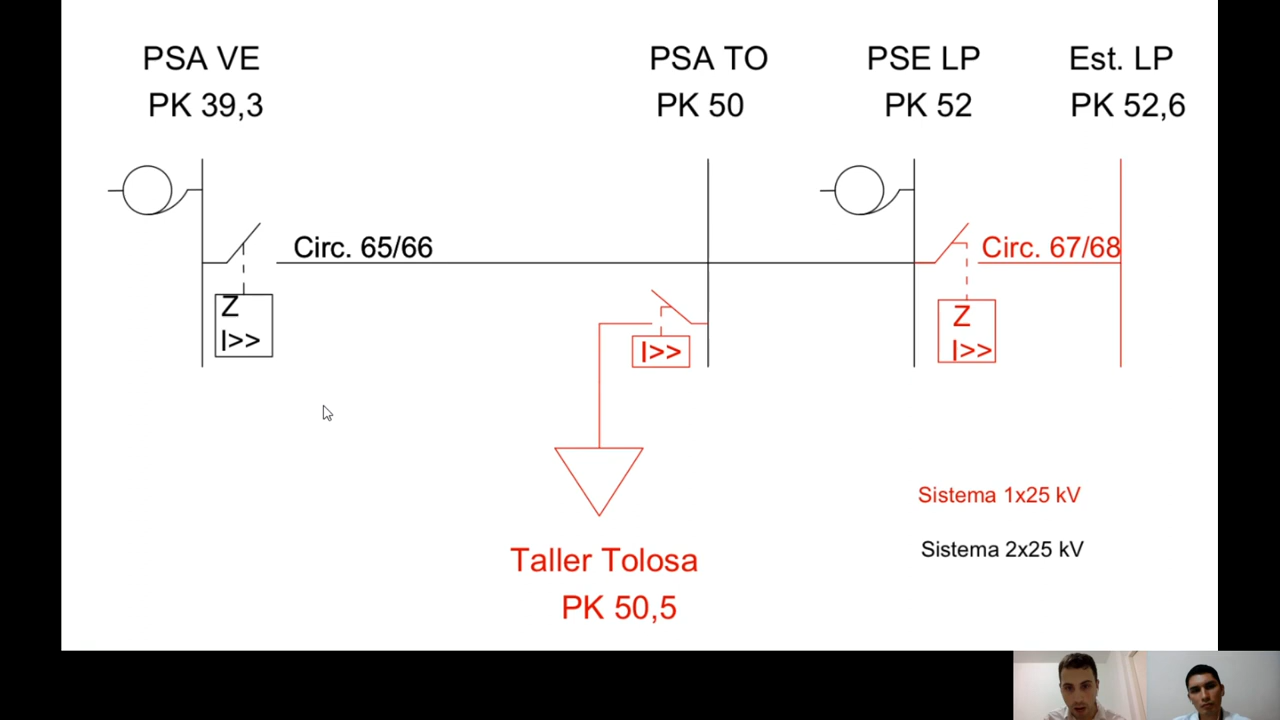 PSA VE
PK 39,3
PSA TO
PK 50
PSE LP
PK 52
Est. LP
PK 52,6
Circ. 65/66
Circ. 67/68
Z
|>>
|>>
Z
|>>
Taller Tolosa
PK 50,5
Sistema 1x25 kV
Sistema 2x25 kV